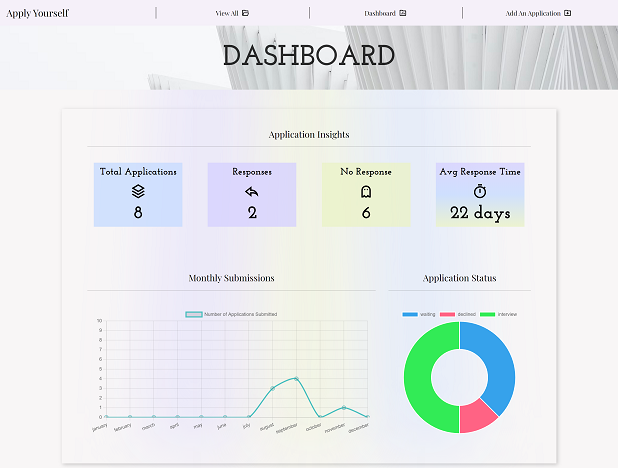 Apply Yourself
View All
Dashboard
Add An Application
DASHBOARD
Application Insights
Total Applications
8
Responses
2
No Response
6
Avg Response Time
22 days
Monthly Submissions
Number of Applications Submitted
10
9
8
7
6
5
4
3
2
1
0
january
february
march
april
may
june
july
august
september
october
november
december
Application Status
waiting
declined
interview